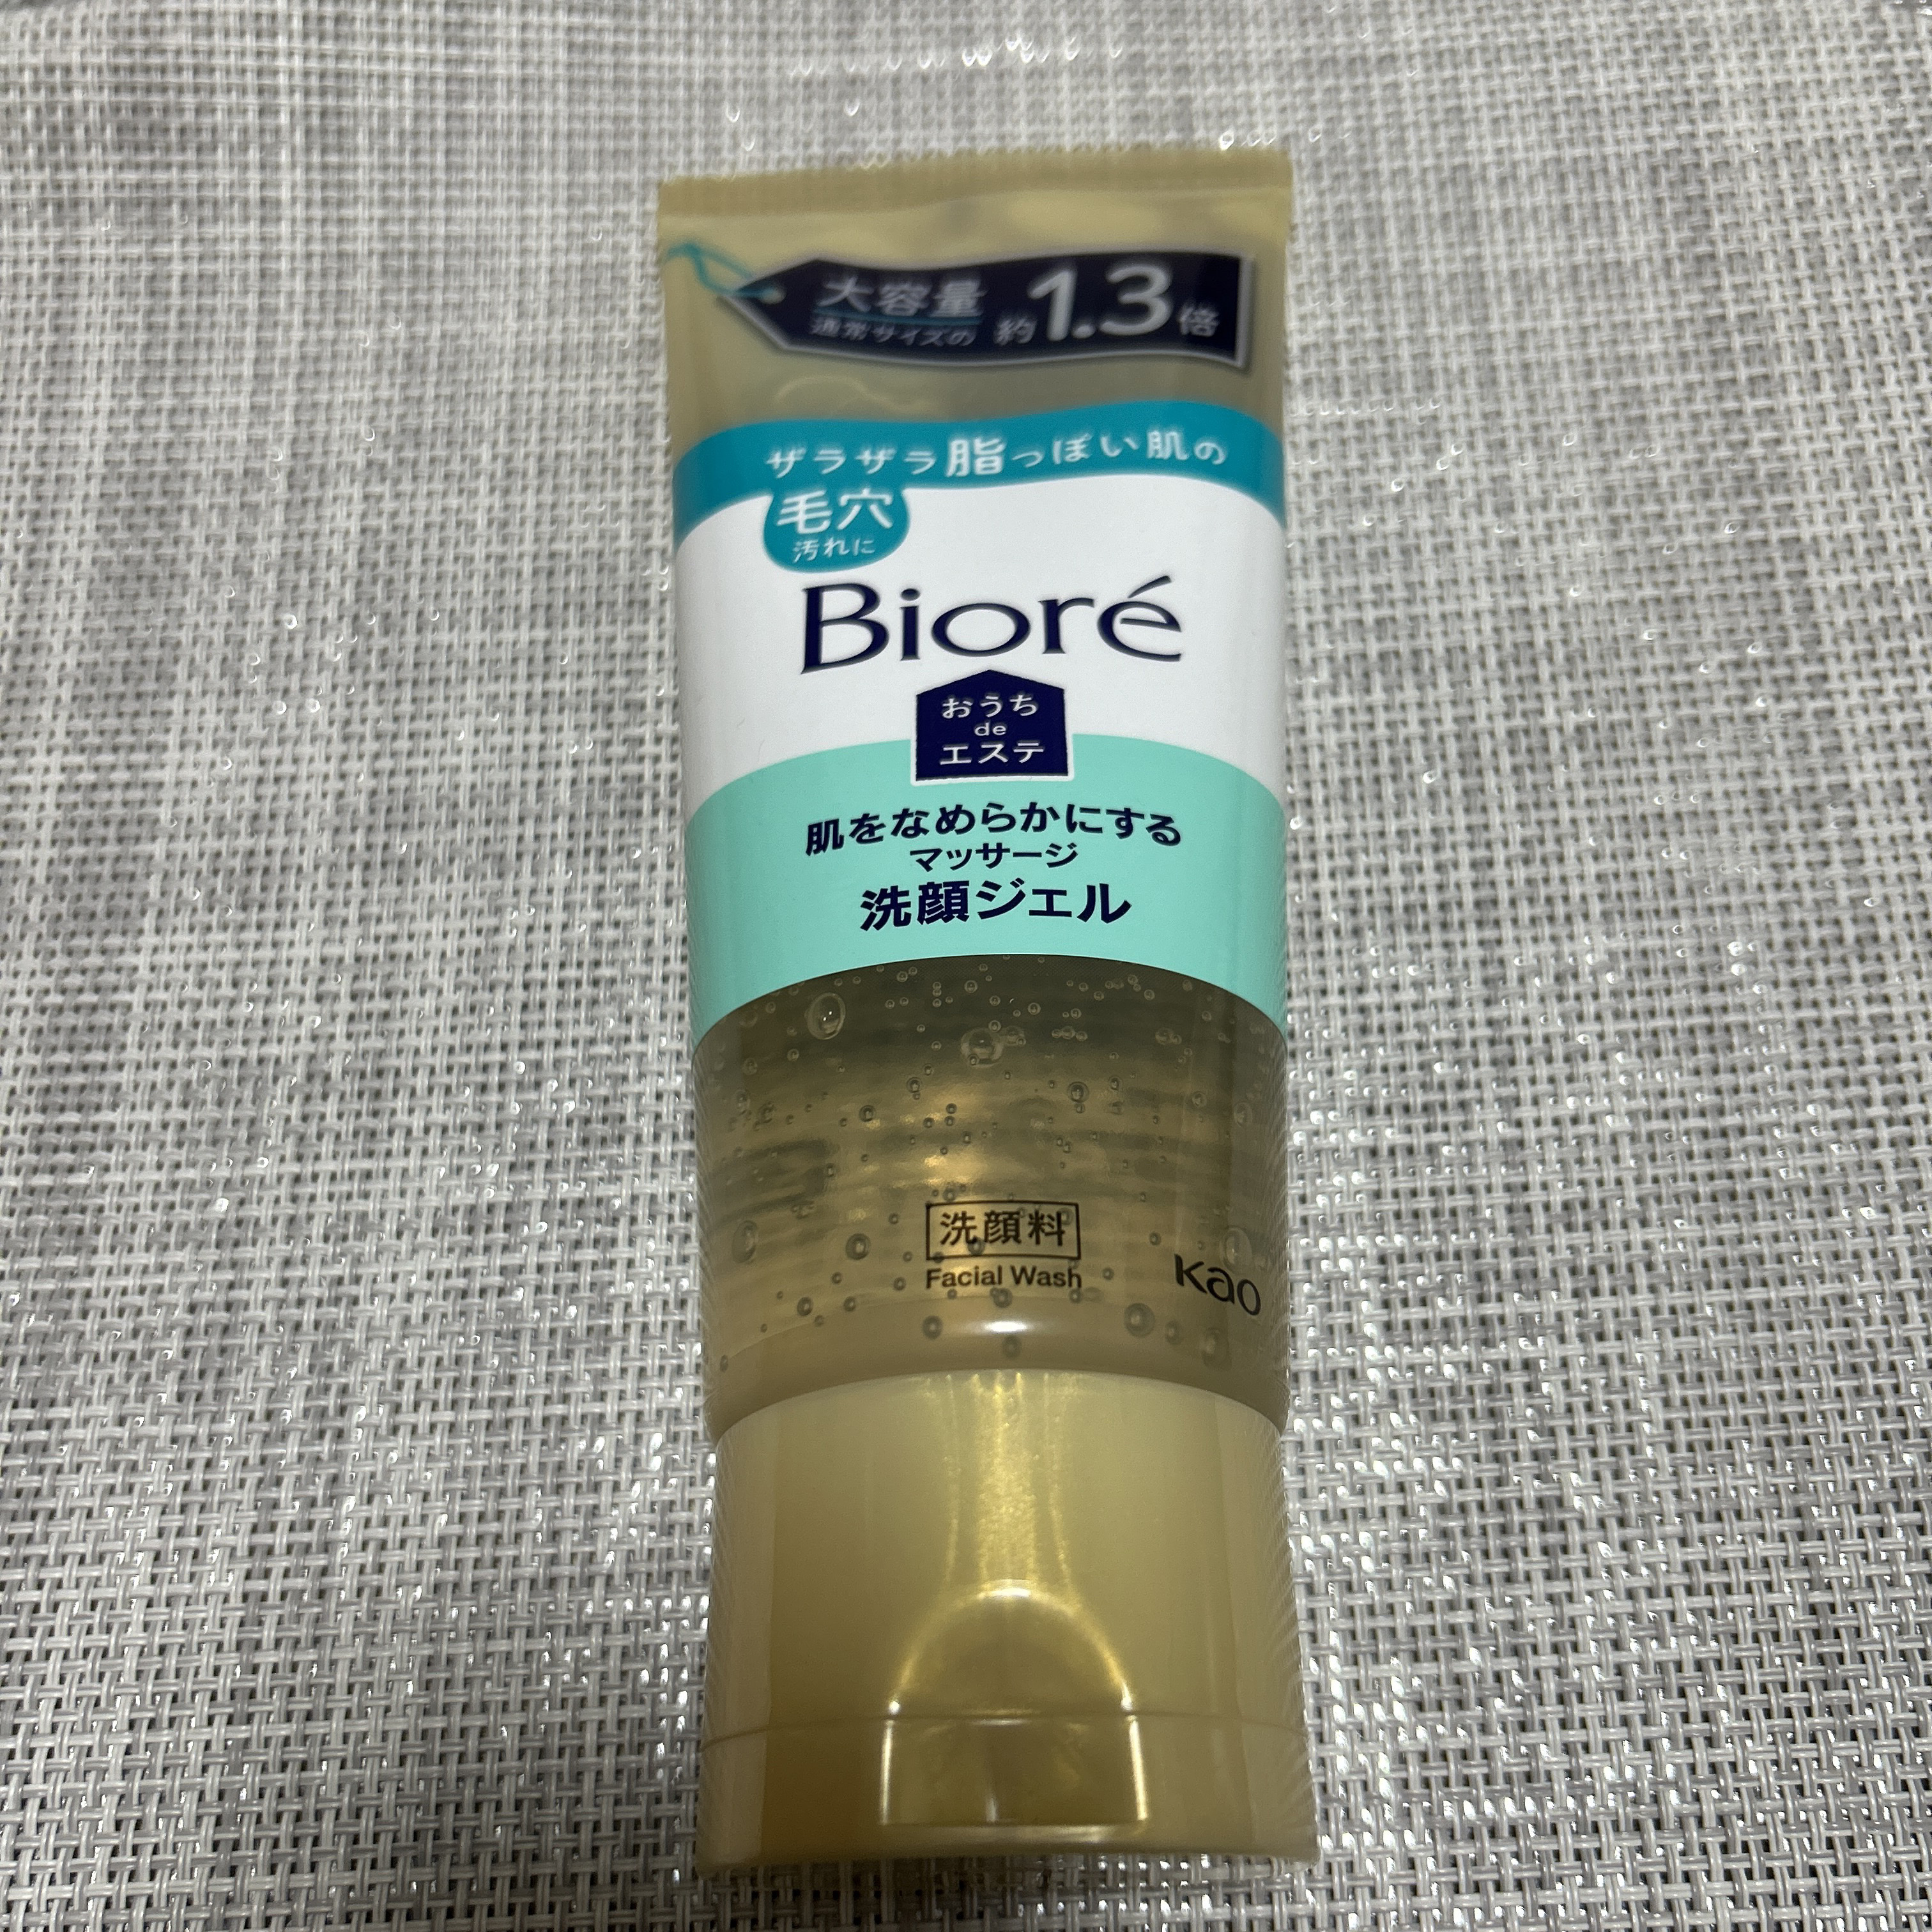 大容量
通常サイズの 約1.3倍
ザラザラ脂っぽい肌の
毛穴
汚れに
Bioré
おうち
de
エステ
肌をなめらかにする
マッサージ
洗顔ジェル
洗顔料
Facial Wash
Kao